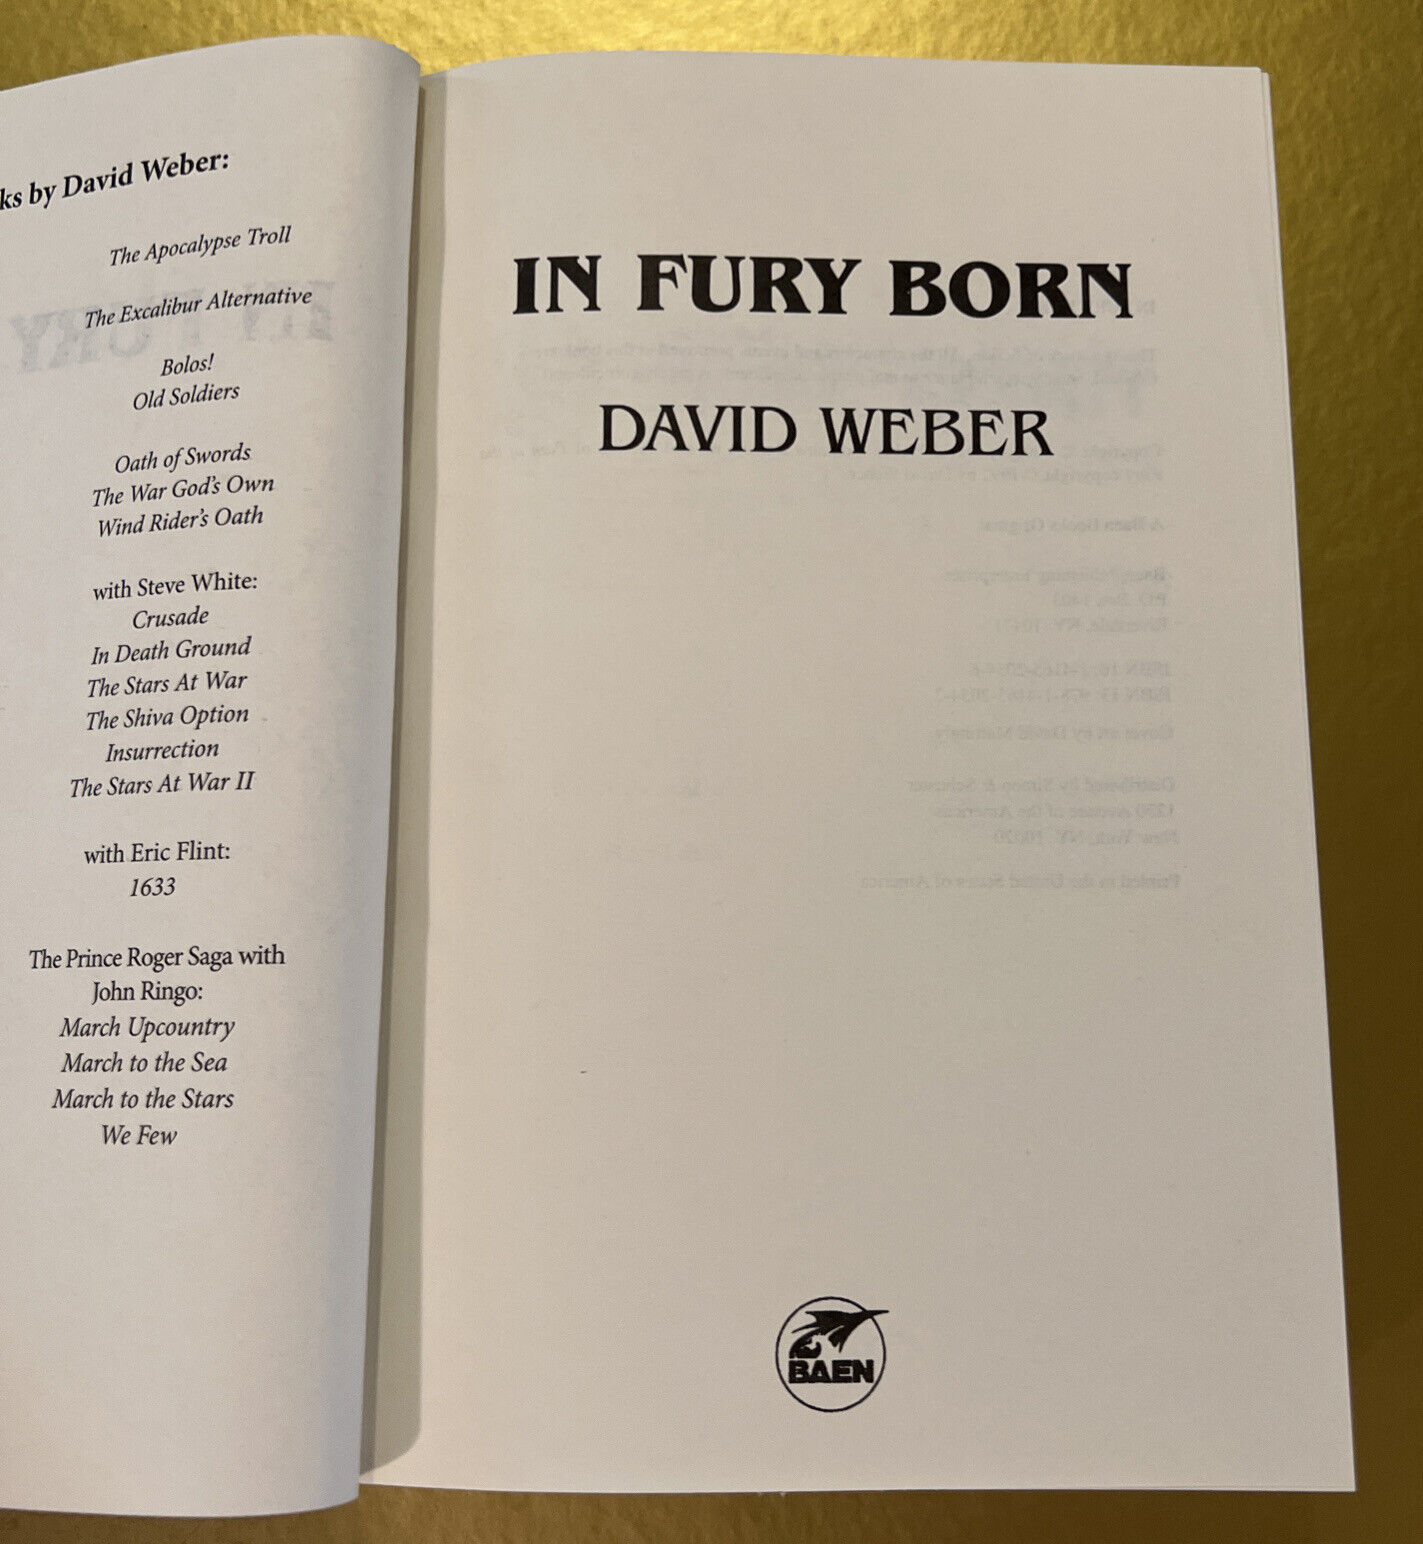 by David Weber:
The Apocalypse Troll
The Excalibur Alternative
Bolos!
Old Soldiers
Oath of Swords
The War God's Own
Wind Rider's Oath
with Steve White:
Crusade
In Death Ground
The Stars At War
The Shiva Option
Insurrection
The Stars At War II
with Eric Flint:
1633
The Prince Roger Saga with
John Ringo:
March Upcountry
March to the Sea
March to the Stars
We Few
IN FURY BORN
DAVID WEBER
BAEN